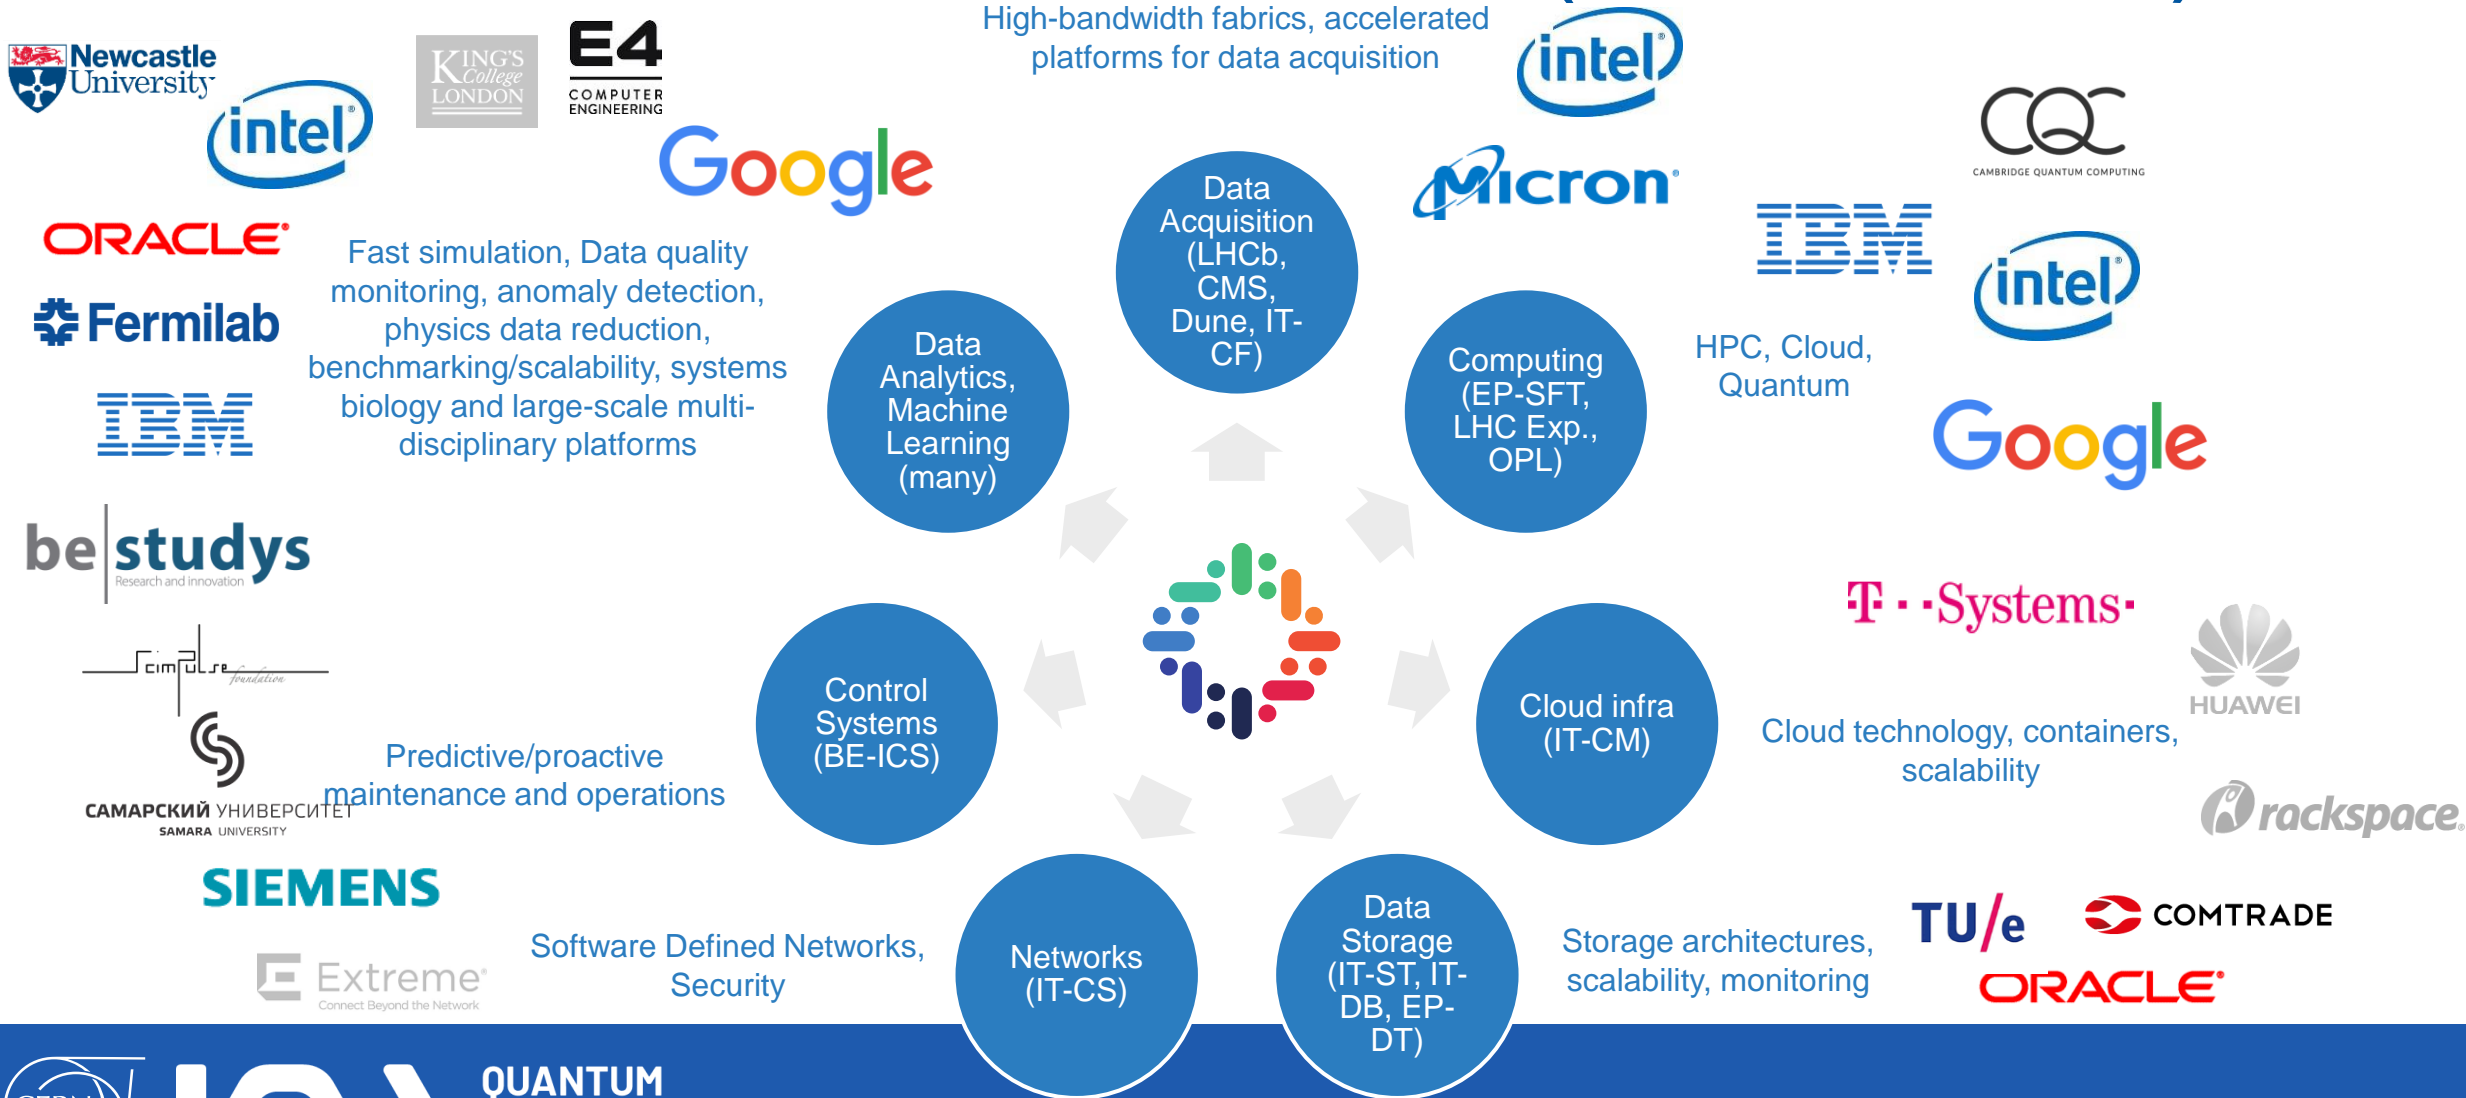 High-bandwidth fabrics, accelerated
platforms for data acquisition
Newcastle
University
intel®
KING'S
College
LONDON
E4
COMPUTER
ENGINEERING
Google
intel®
Micron®
CQC
CAMBRIDGE QUANTUM COMPUTING
IBM
intel®
Google
ORACLE®
Fermilab
IBM
Fast simulation, Data quality
monitoring, anomaly detection,
physics data reduction,
benchmarking/scalability, systems
biology and large-scale multi-
disciplinary platforms
Data
Analytics,
Machine
Learning
(many)
Data
Acquisition
(LHCb,
CMS,
Dune, IT-
CF)
Computing
(EP-SFT,
LHC Exp.,
OPL)
HPC, Cloud,
Quantum
be studys
Research and innovation
scimpulse
foundation
САМАРСКИЙ УНИВЕРСИТЕТ
SAMARA UNIVERSITY
Predictive/proactive
maintenance and operations
Control
Systems
(BE-ICS)
Cloud infra
(IT-CM)
T··Systems·
HUAWEI
Cloud technology, containers,
scalability
rackspace®
SIEMENS
Extreme®
Connect Beyond the Network
Software Defined Networks,
Security
Networks
(IT-CS)
Data
Storage
(IT-ST, IT-
DB, EP-
DT)
Storage architectures,
scalability, monitoring
TU/e
COMTRADE
ORACLE®
QUANTUM